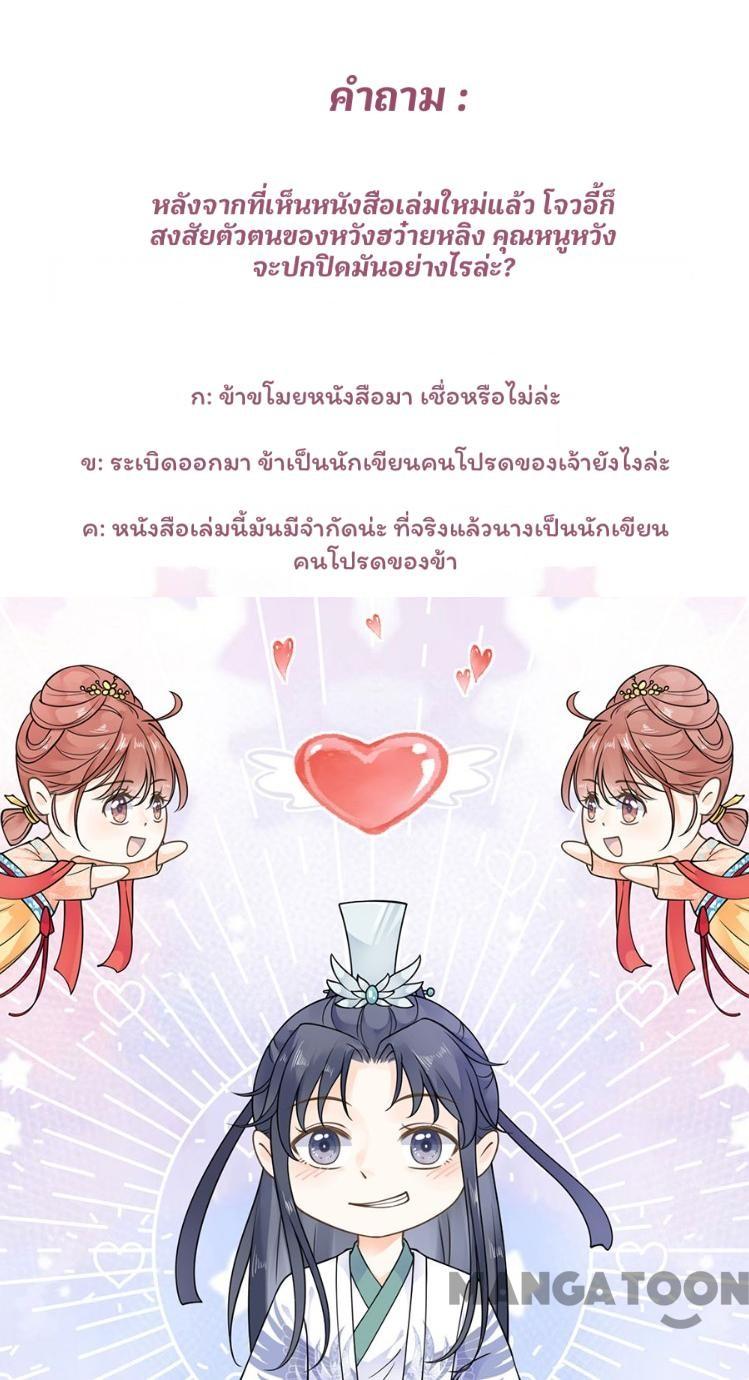 คำถาม :
หลังจากที่เห็นหนังสือเล่มใหม่แล้ว โจวอี้ก็
สงสัยตัวตนของหวังฮว๋ายหลิง คุณหนูหวัง
จะปกปิดมันอย่างไรล่ะ?
ก: ข้าขโมยหนังสือมา เชื่อหรือไม่ล่ะ
ข: ระเบิดออกมา ข้าเป็นนักเขียนคนโปรดของเจ้ายังไงล่ะ
ค: หนังสือเล่มนี้มันมีจำกัดน่ะ ที่จริงแล้วนางเป็นนักเขียน
คนโปรดของข้า
MANGATOON